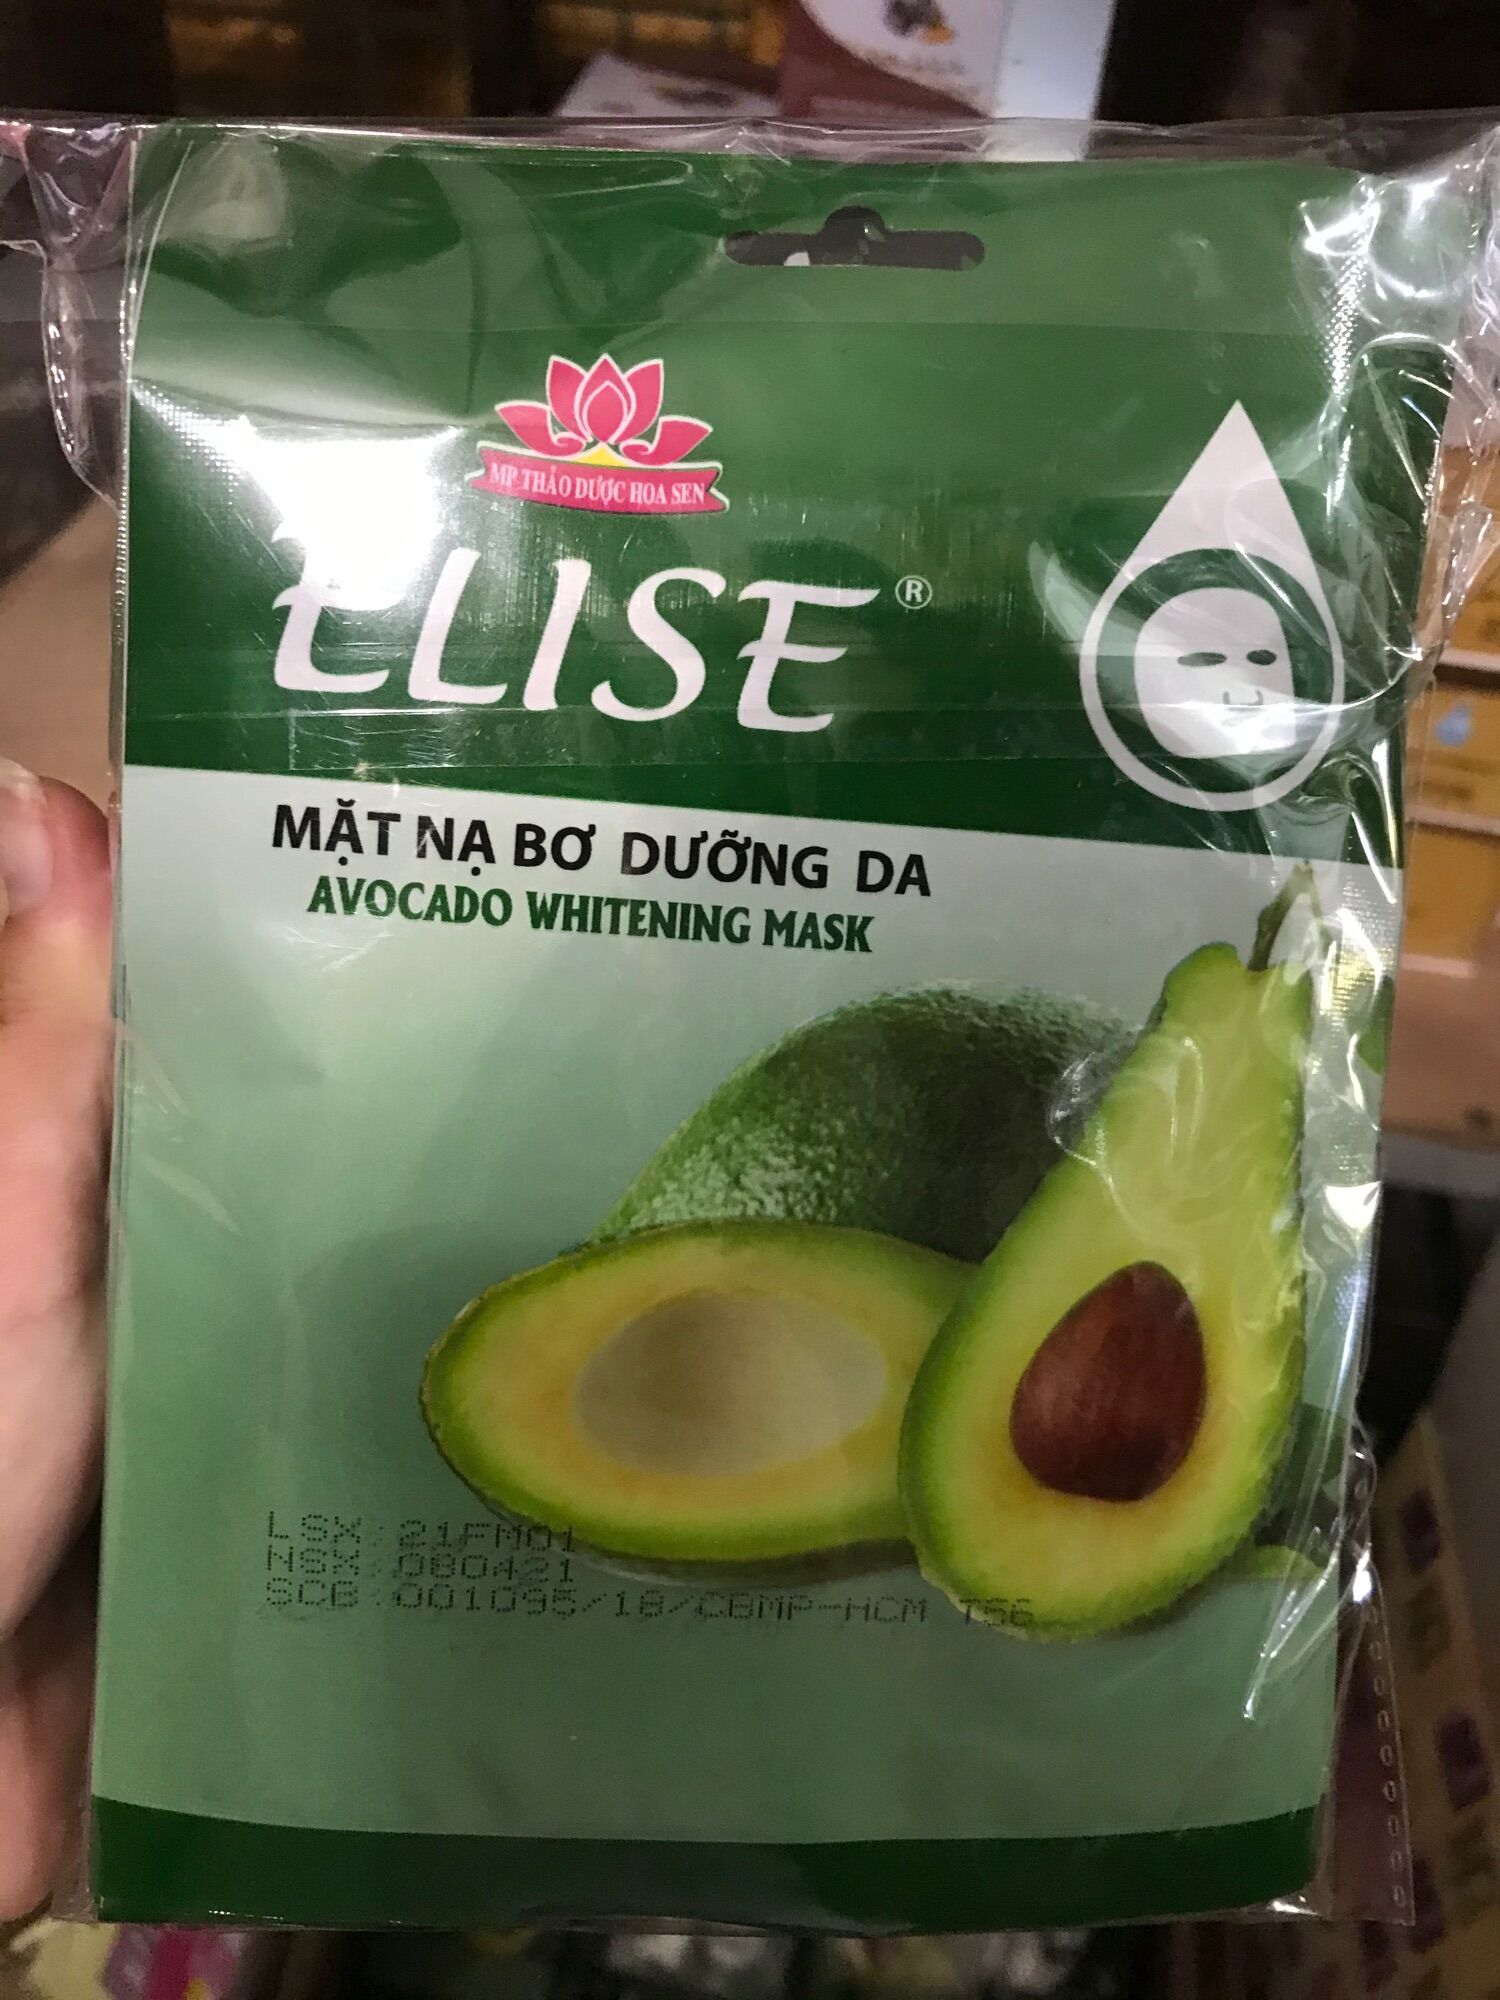 MP THẢO DƯỢC HOA SEN
ELISE®
MẶT NẠ BƠ DƯỠNG DA
AVOCADO WHITENING MASK
LSX: 21FM01
NSX: 080421
SCB: 001095/18/CBMP-HCM T56